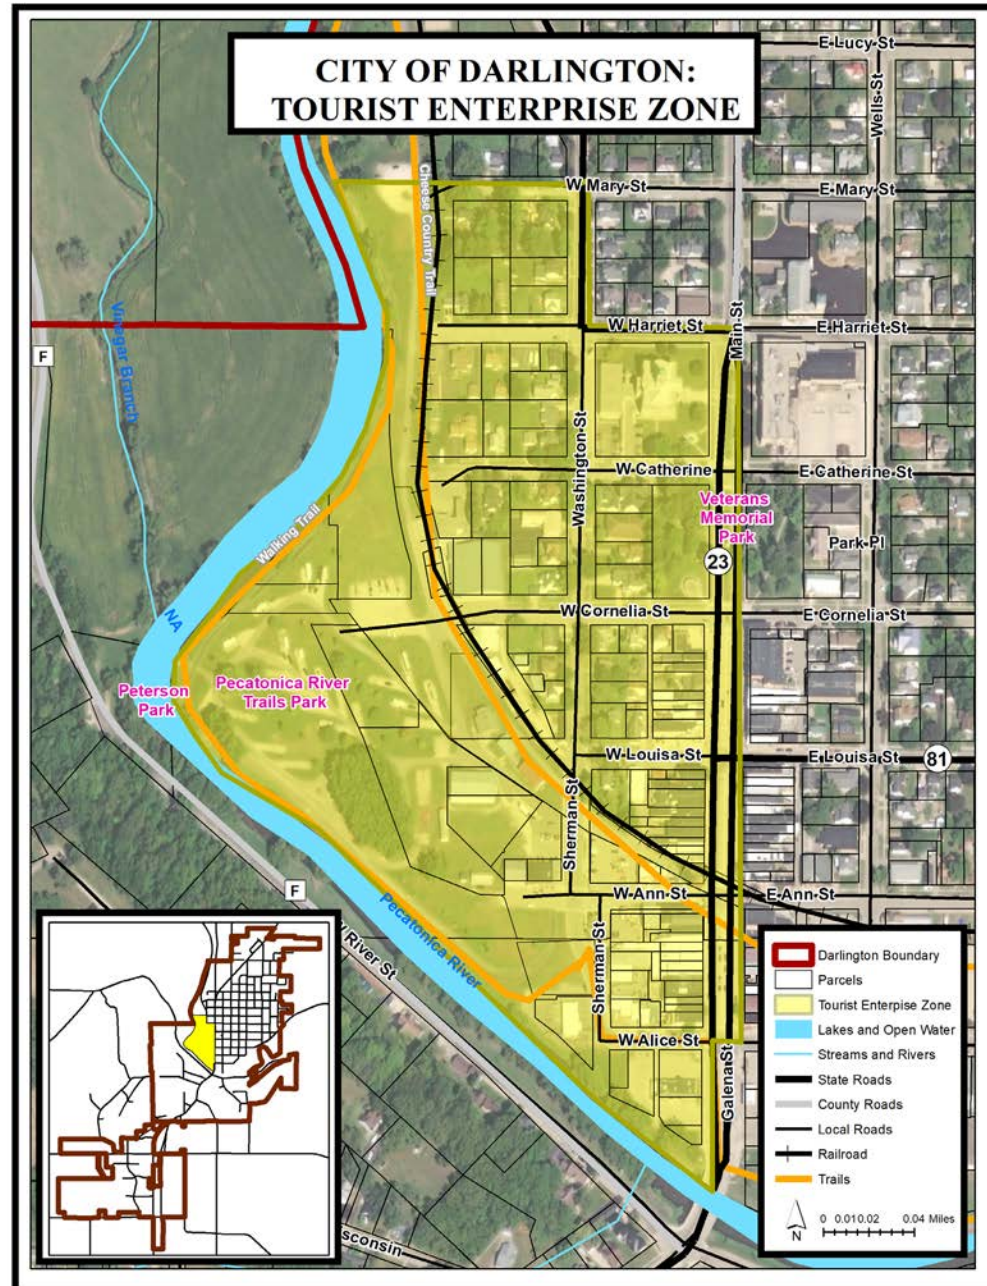 CITY OF DARLINGTON:
TOURIST ENTERPRISE ZONE
E Lucy St
Wells St
W Mary St
E Mary St
Cheese Country Trail
Vinegar Branch
W Harriet St
Main St
E Harriet St
F
Washington St
W Catherine
E Catherine St
Veterans
Memorial
Park
Walking Trail
Park Pl
23
NA
W Cornelia St
E Cornelia St
Peterson
Park
Pecatonica River
Trails Park
W Louisa St
E Louisa St
81
Sherman St
F
W Ann St
E Ann St
Pecatonica River
River St
Sherman St
W Alice St
Galena St
Darlington Boundary
Parcels
Tourist Enterpise Zone
Lakes and Open Water
Streams and Rivers
State Roads
County Roads
Local Roads
Railroad
Trails
N
0 0.01 0.02 0.04 Miles